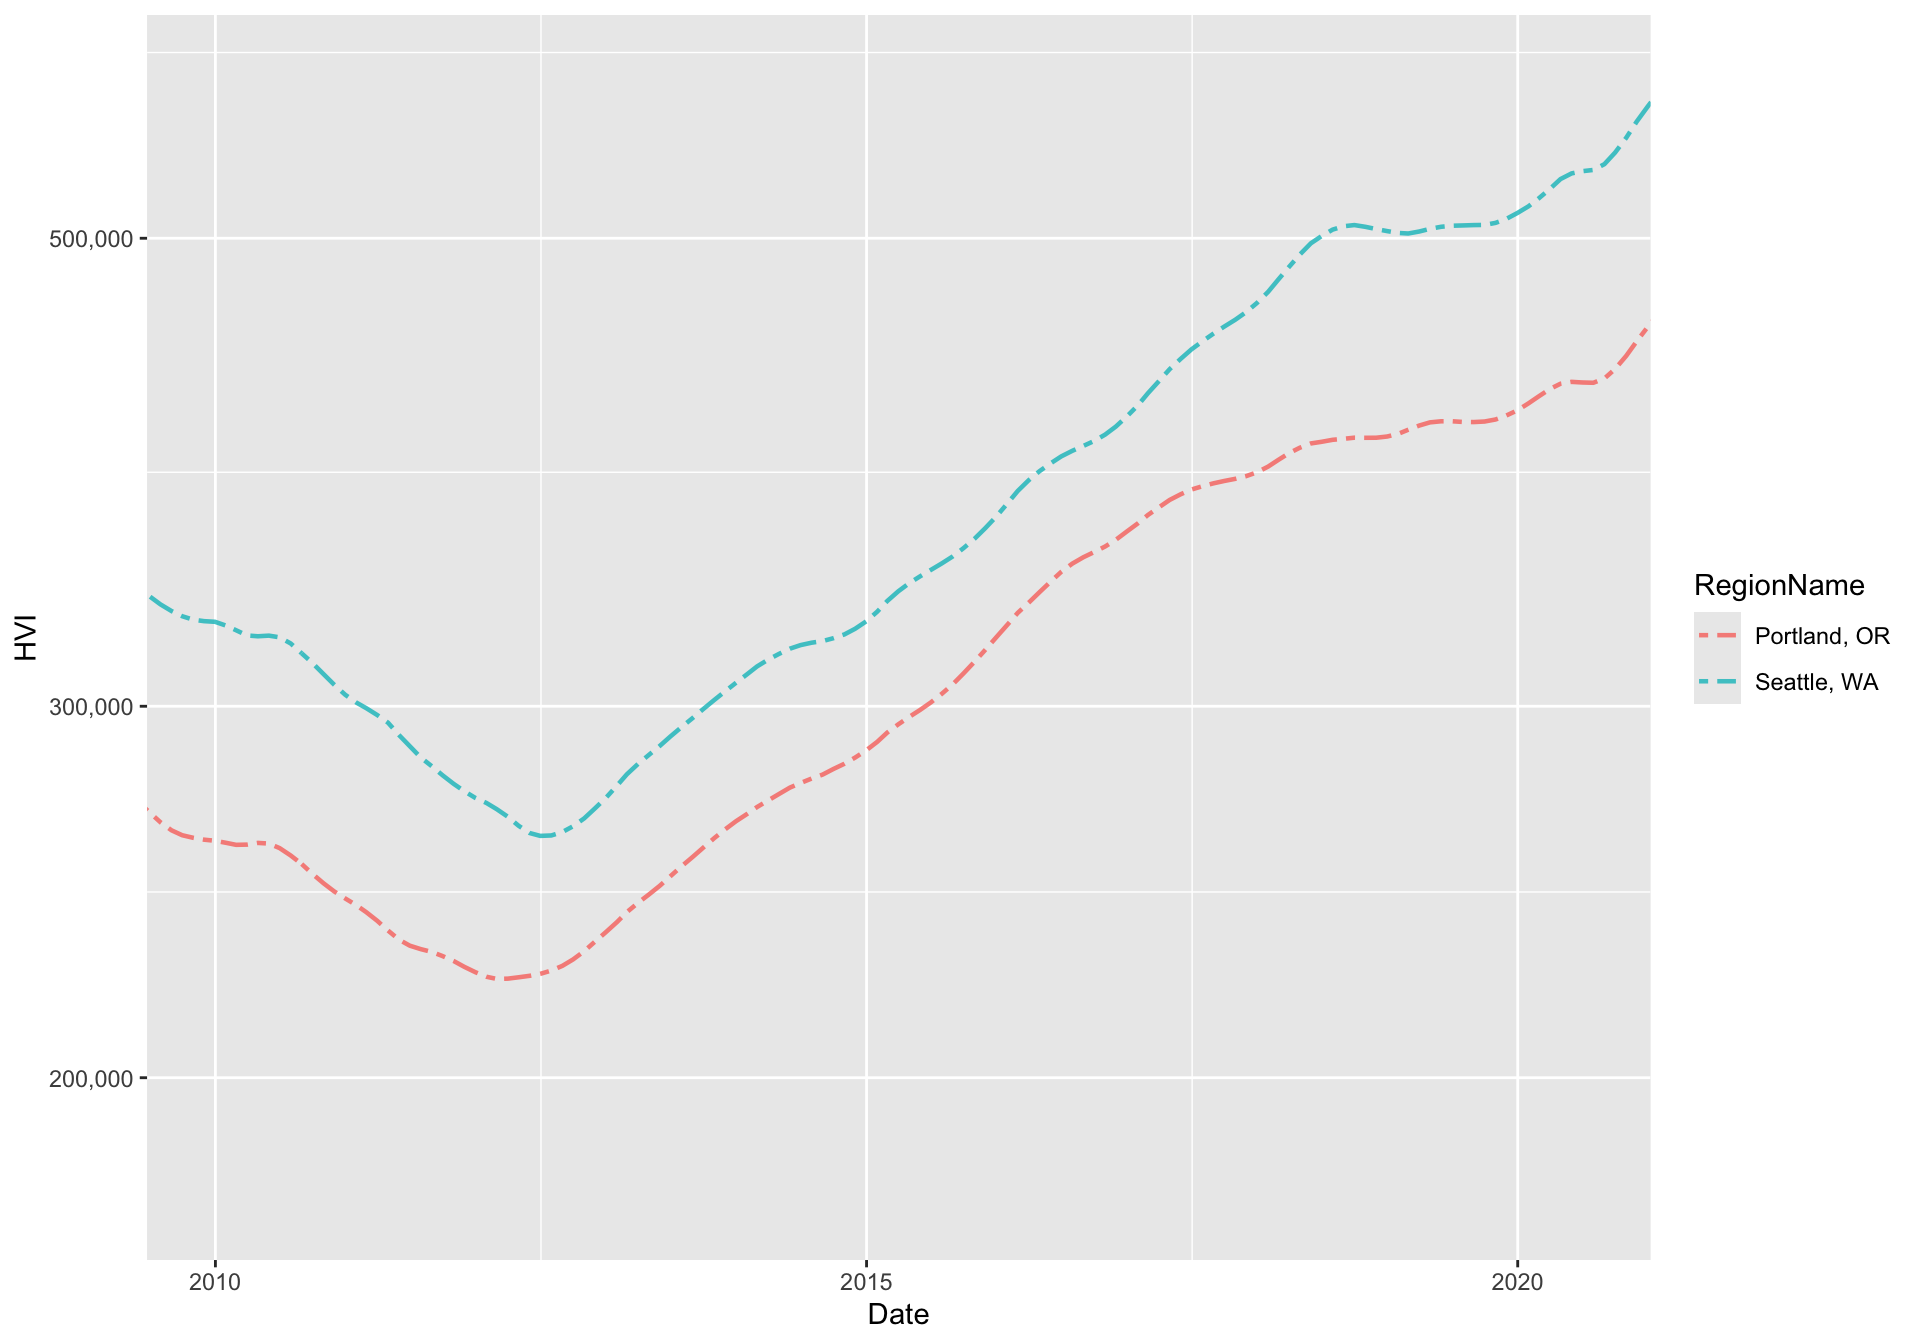 HVI
500,000
300,000
200,000
2010
2015
2020
Date
RegionName
Portland, OR
Seattle, WA